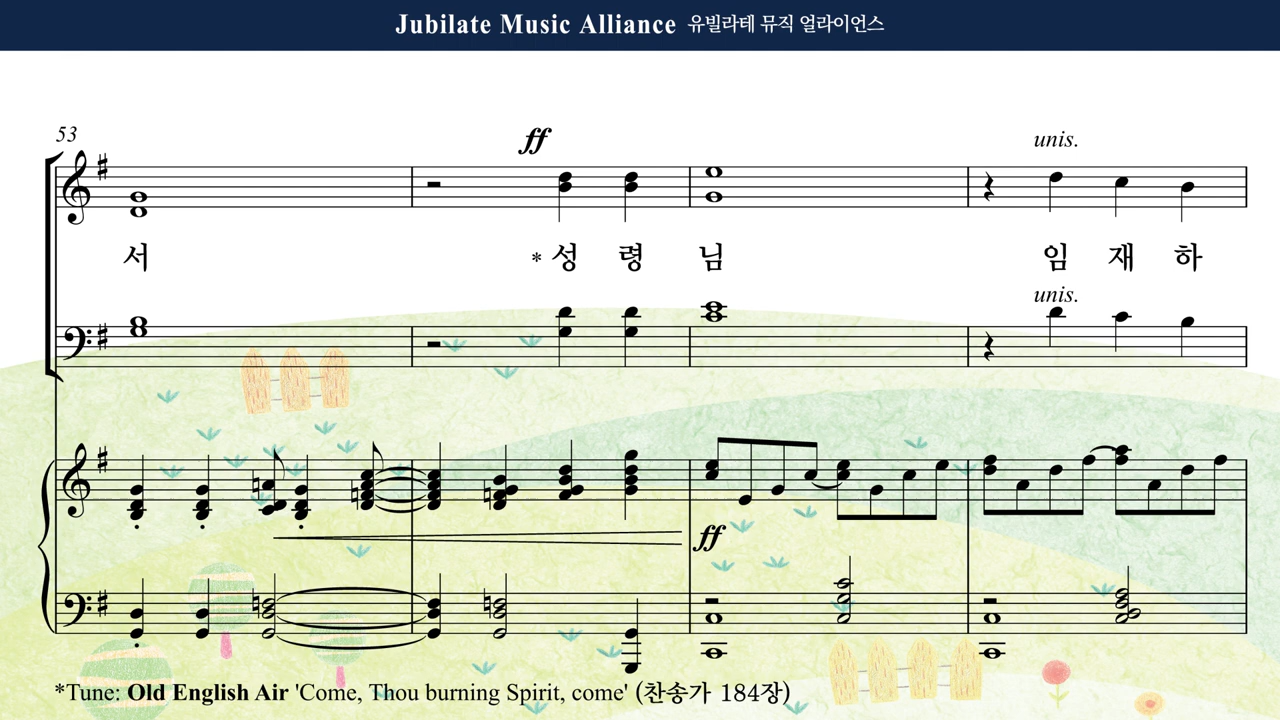 Jubilate Music Alliance 유빌라테 뮤직 얼라이언스
53
ff
unis.
서 *성 령 님 임 재 하
unis.
ff
*Tune: Old English Air 'Come, Thou burning Spirit, come' (찬송가 184장)